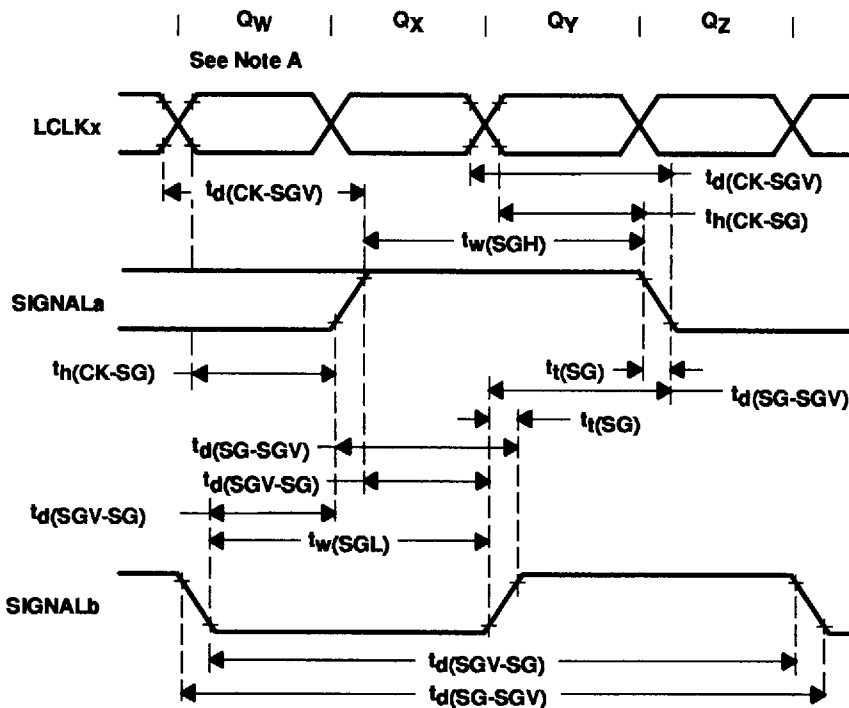 QW QX QY QZ
See Note A
LCLKx
td(CK-SGV) td(CK-SGV)
th(CK-SG)
tw(SGH)
SIGNALa
th(CK-SG) tt(SG)
td(SG-SGV)
tt(SG)
td(SG-SGV)
td(SGV-SG)
td(SGV-SG)
tw(SGL)
SIGNALb
td(SGV-SG)
td(SG-SGV)